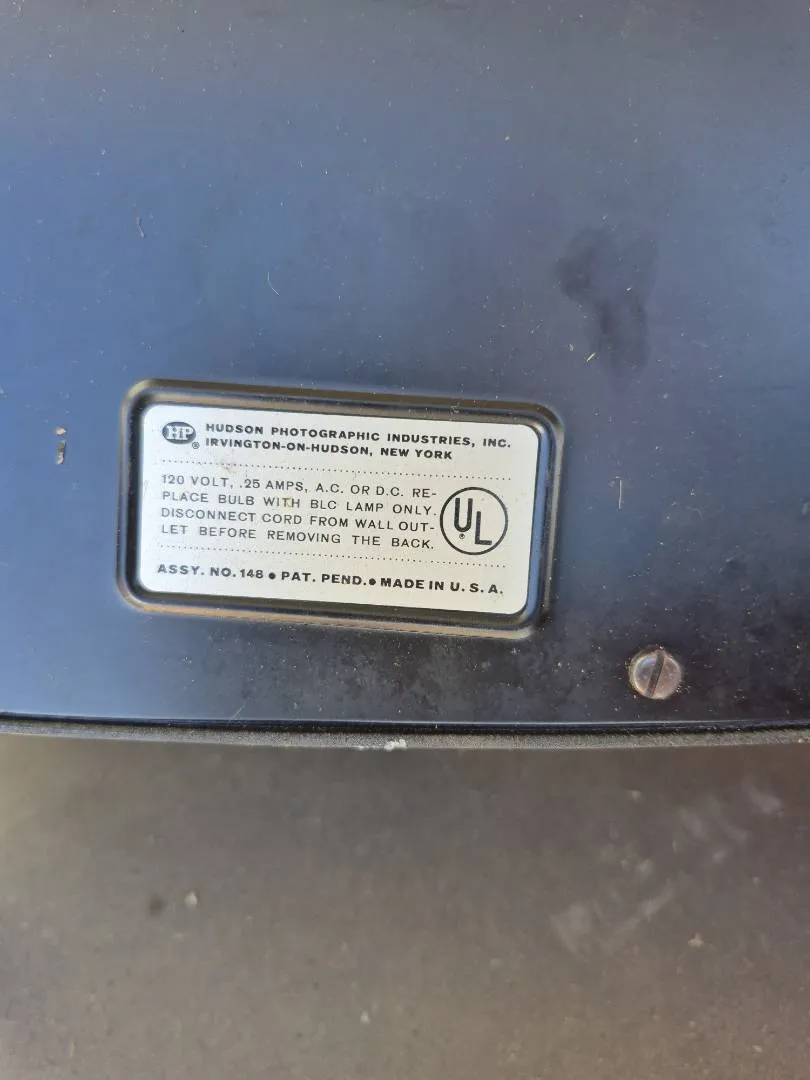 HP ® HUDSON PHOTOGRAPHIC INDUSTRIES, INC.
IRVINGTON-ON-HUDSON, NEW YORK
120 VOLT, .25 AMPS, A.C. OR D.C. RE-
PLACE BULB WITH BLC LAMP ONLY.
DISCONNECT CORD FROM WALL OUT-
LET BEFORE REMOVING THE BACK.
UL ®
ASSY. NO. 148 • PAT. PEND. • MADE IN U. S. A.